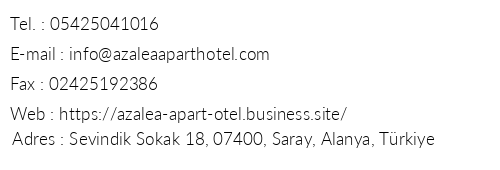 Tel. : 05425041016
E-mail : info@azaleaaparthotel.com
Fax : 02425192386
Web : https://azalea-apart-otel.business.site/
Adres : Sevindik Sokak 18, 07400, Saray, Alanya, Türkiye